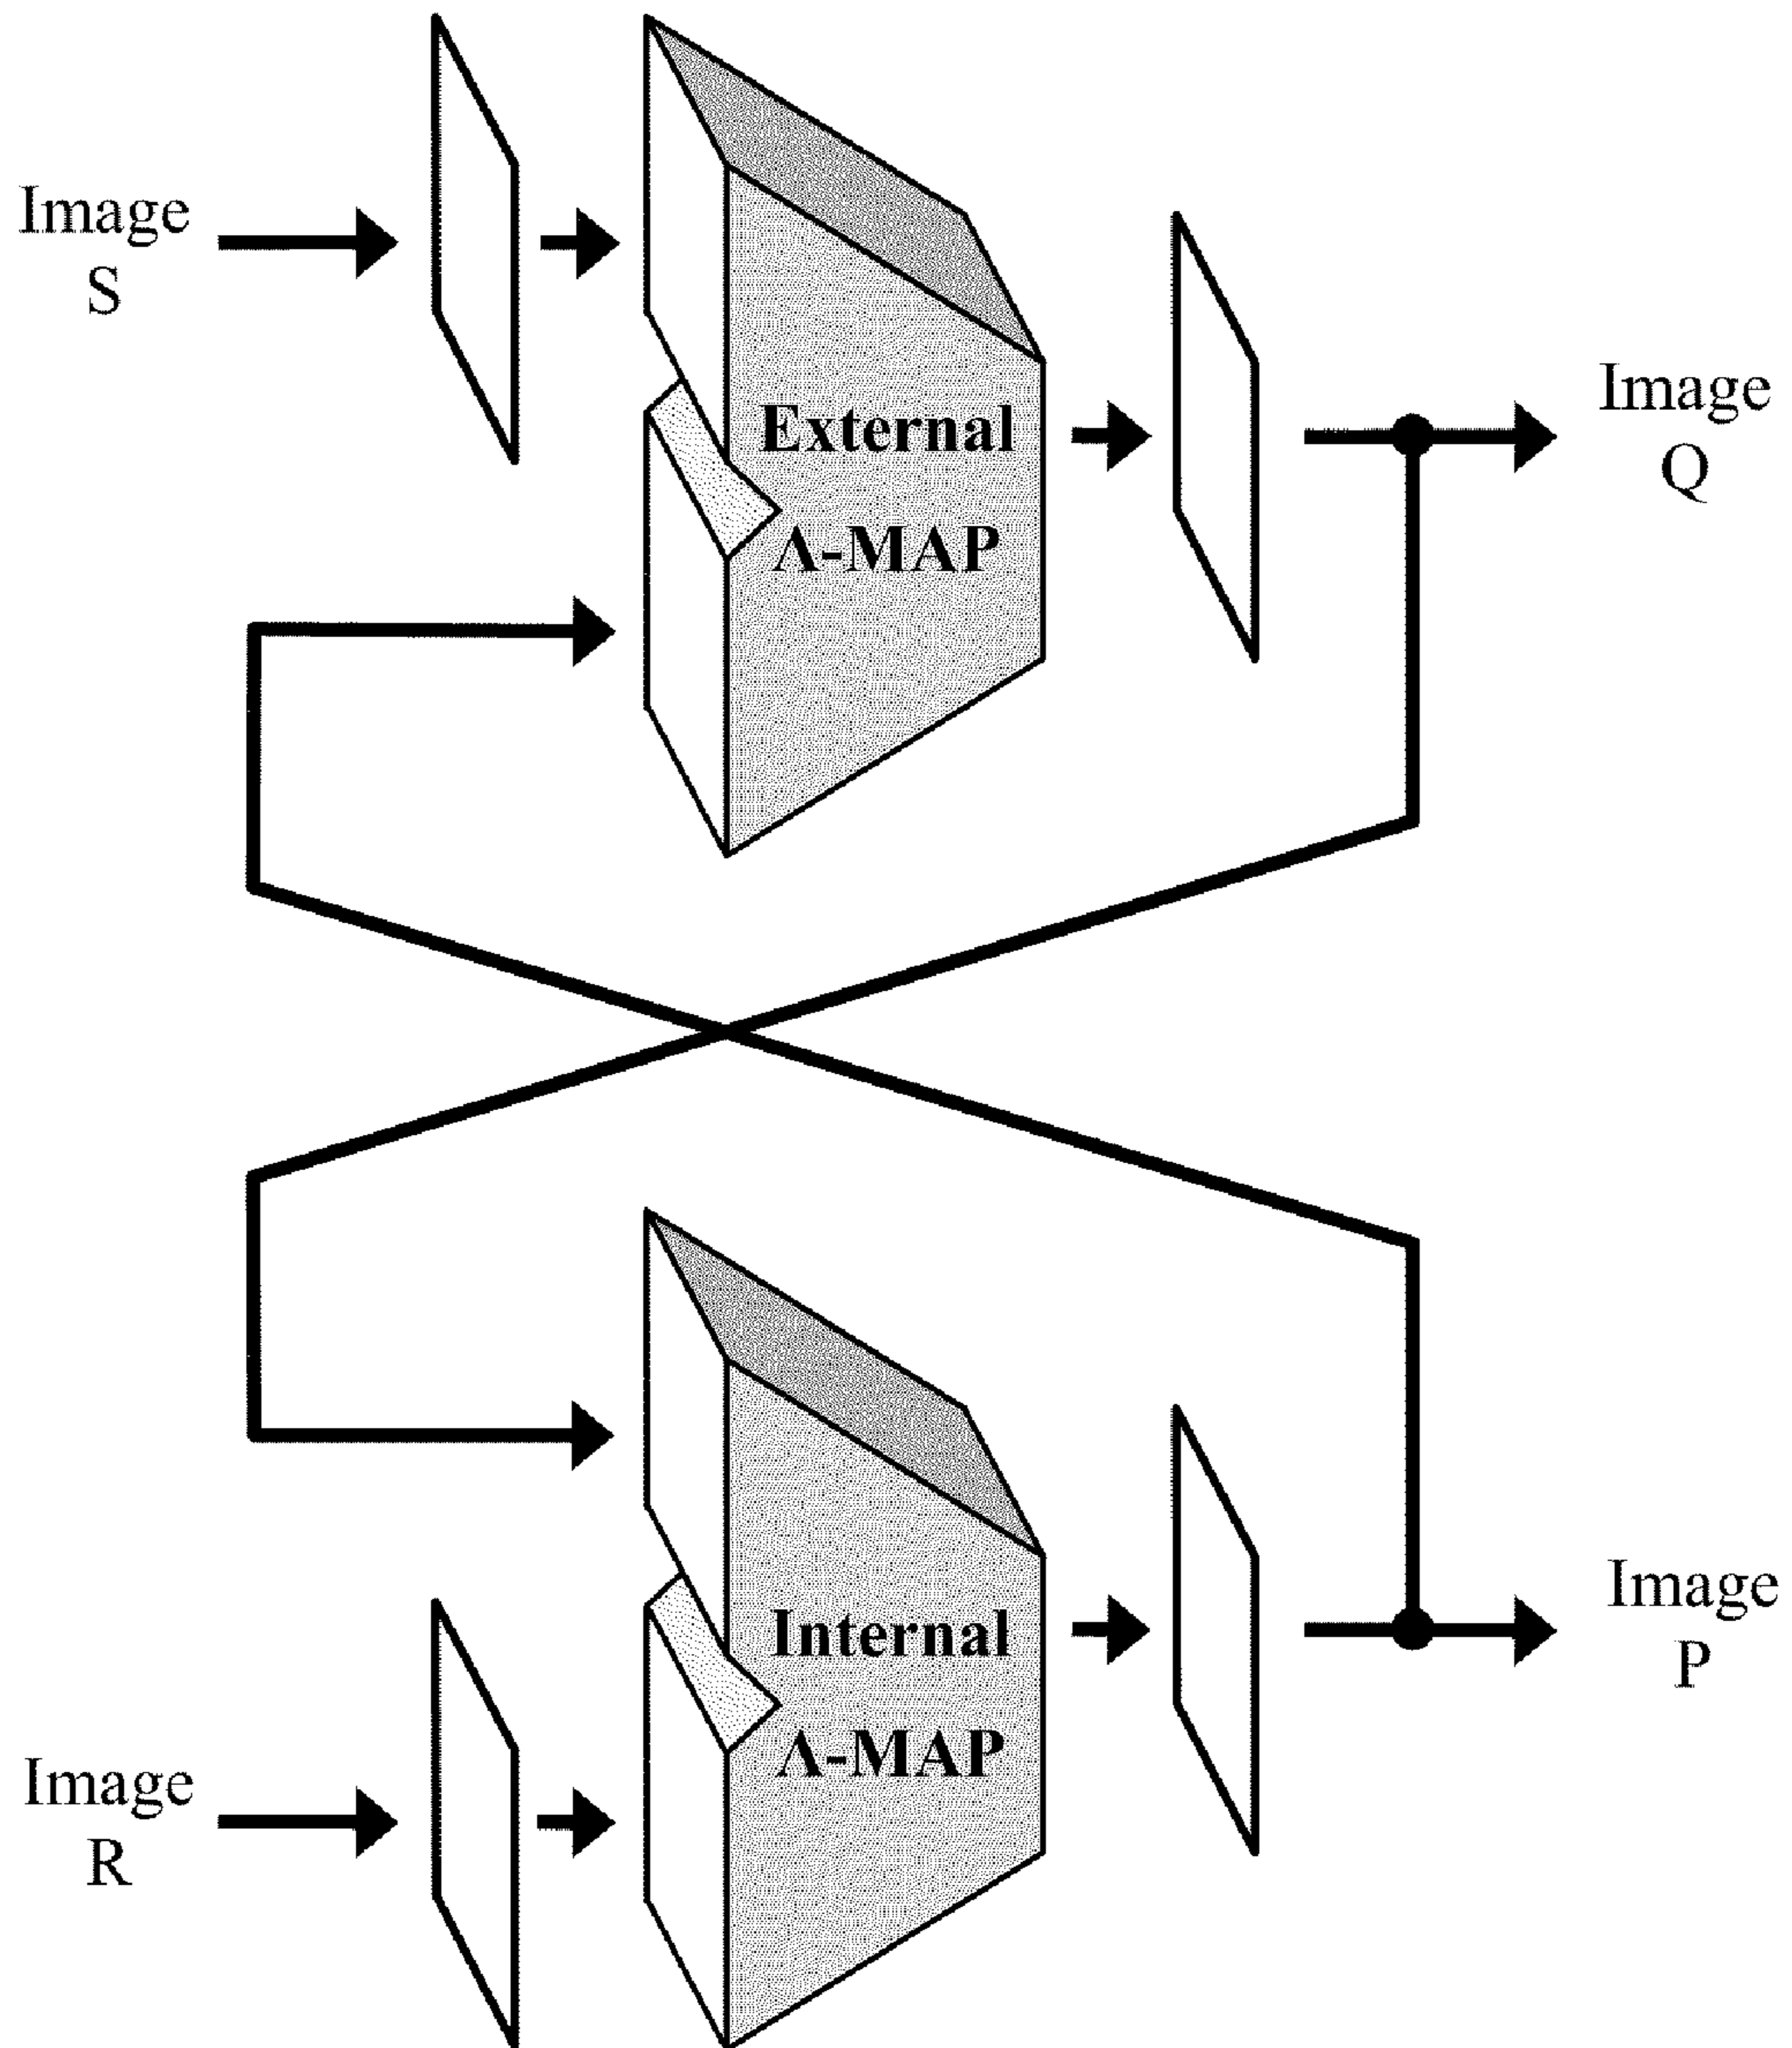 Image
S
External
Λ-MAP
Image
Q
Internal
Λ-MAP
Image
P
Image
R